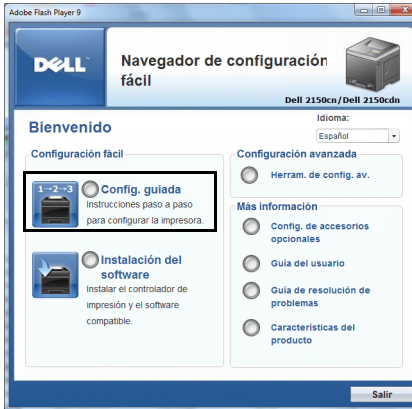 Adobe Flash Player 9
DELL
Navegador de configuración
fácil
Dell 2150cn/Dell 2150cdn
Bienvenido
Idioma:
Español
Configuración fácil
1-2-3
Config. guiada
Instrucciones paso a paso
para configurar la impresora.
Instalación del
software
Instalar el controlador de
impresión y el software
compatible.
Configuración avanzada
Herram. de config. av.
Más información
Config. de accesorios
opcionales
Guía del usuario
Guía de resolución de
problemas
Características del
producto
Salir